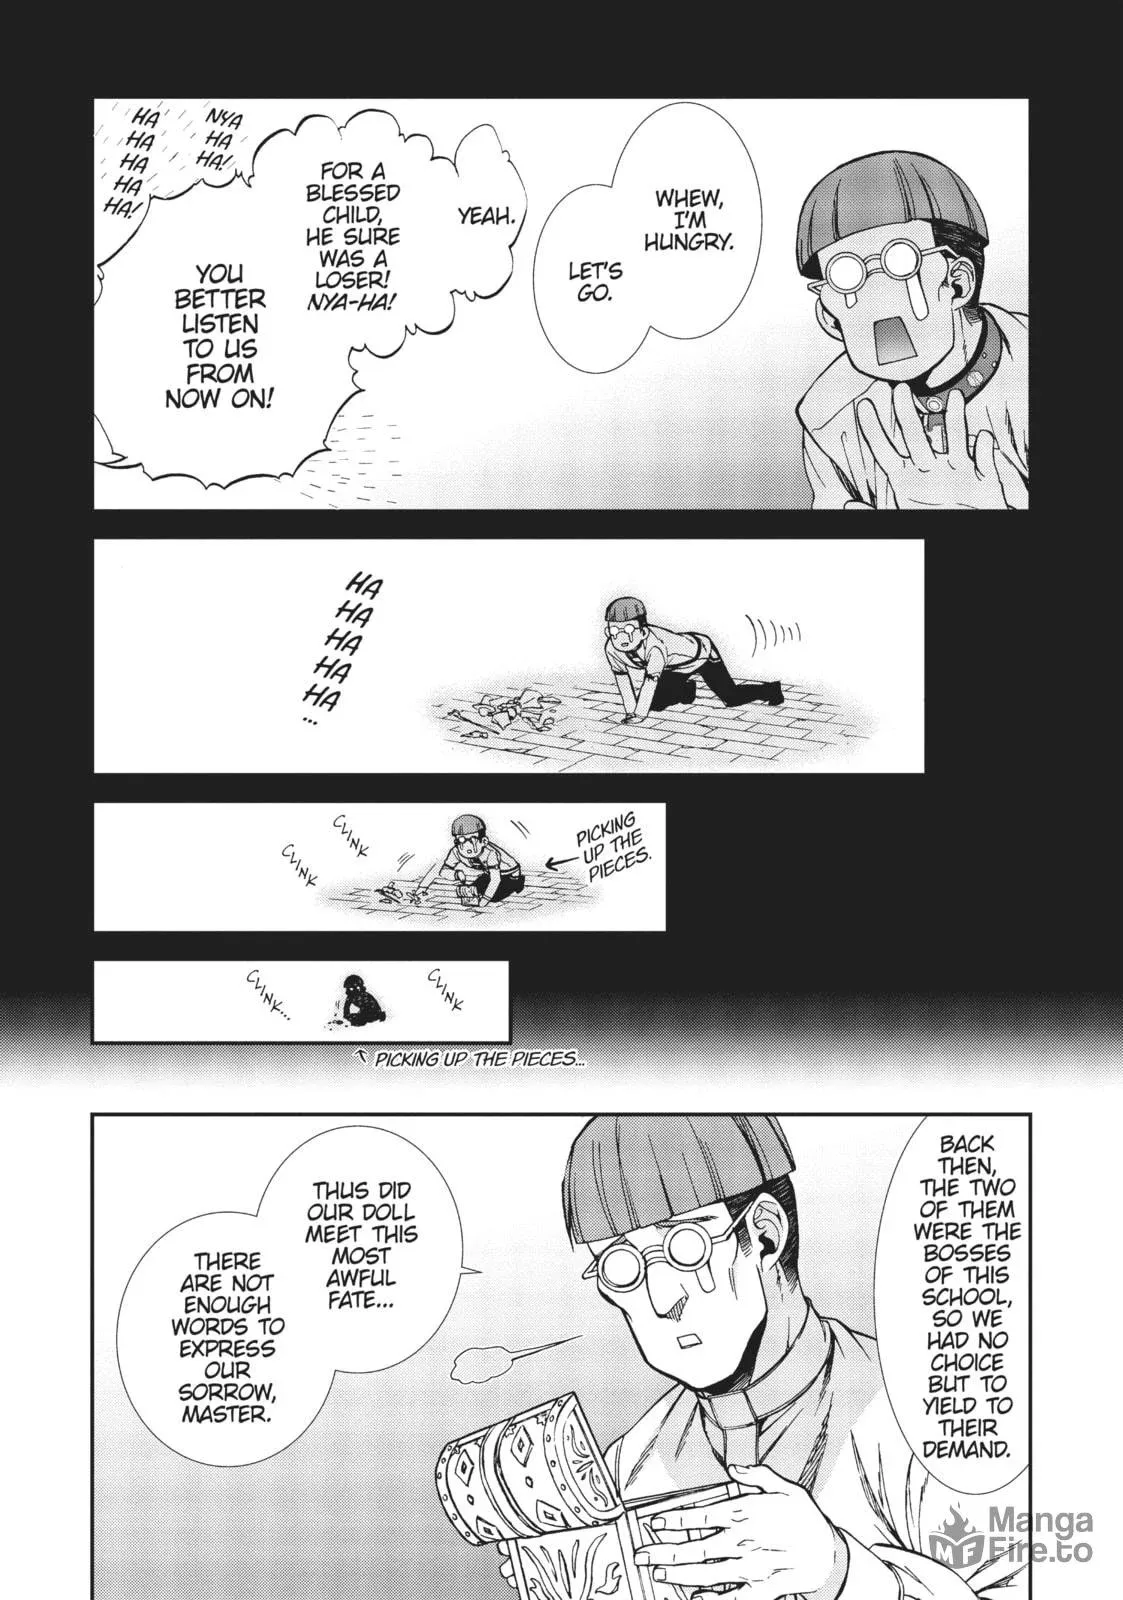 WHEW,
I'M
HUNGRY.
LET'S
GO.
YEAH.
FOR A
BLESSED
CHILD,
HE SURE
WAS A
LOSER!
NYA-HA!
YOU
BETTER
LISTEN
TO US
FROM
NOW ON!
NYA
HA
HA!
HA
HA
HA
HA
HA!
HA
HA
HA
HA
HA
...
PICKING
UP THE
PIECES.
CLINK
CLINK
CLINK
CLINK...
PICKING UP THE PIECES...
BACK
THEN,
THE TWO
OF THEM
WERE THE
BOSSES
OF THIS
SCHOOL,
SO WE
HAD NO
CHOICE
BUT TO
YIELD TO
THEIR
DEMAND.
THUS DID
OUR DOLL
MEET THIS
MOST
AWFUL
FATE...
THERE
ARE NOT
ENOUGH
WORDS TO
EXPRESS
OUR
SORROW,
MASTER.
MF
Manga
Fire.to